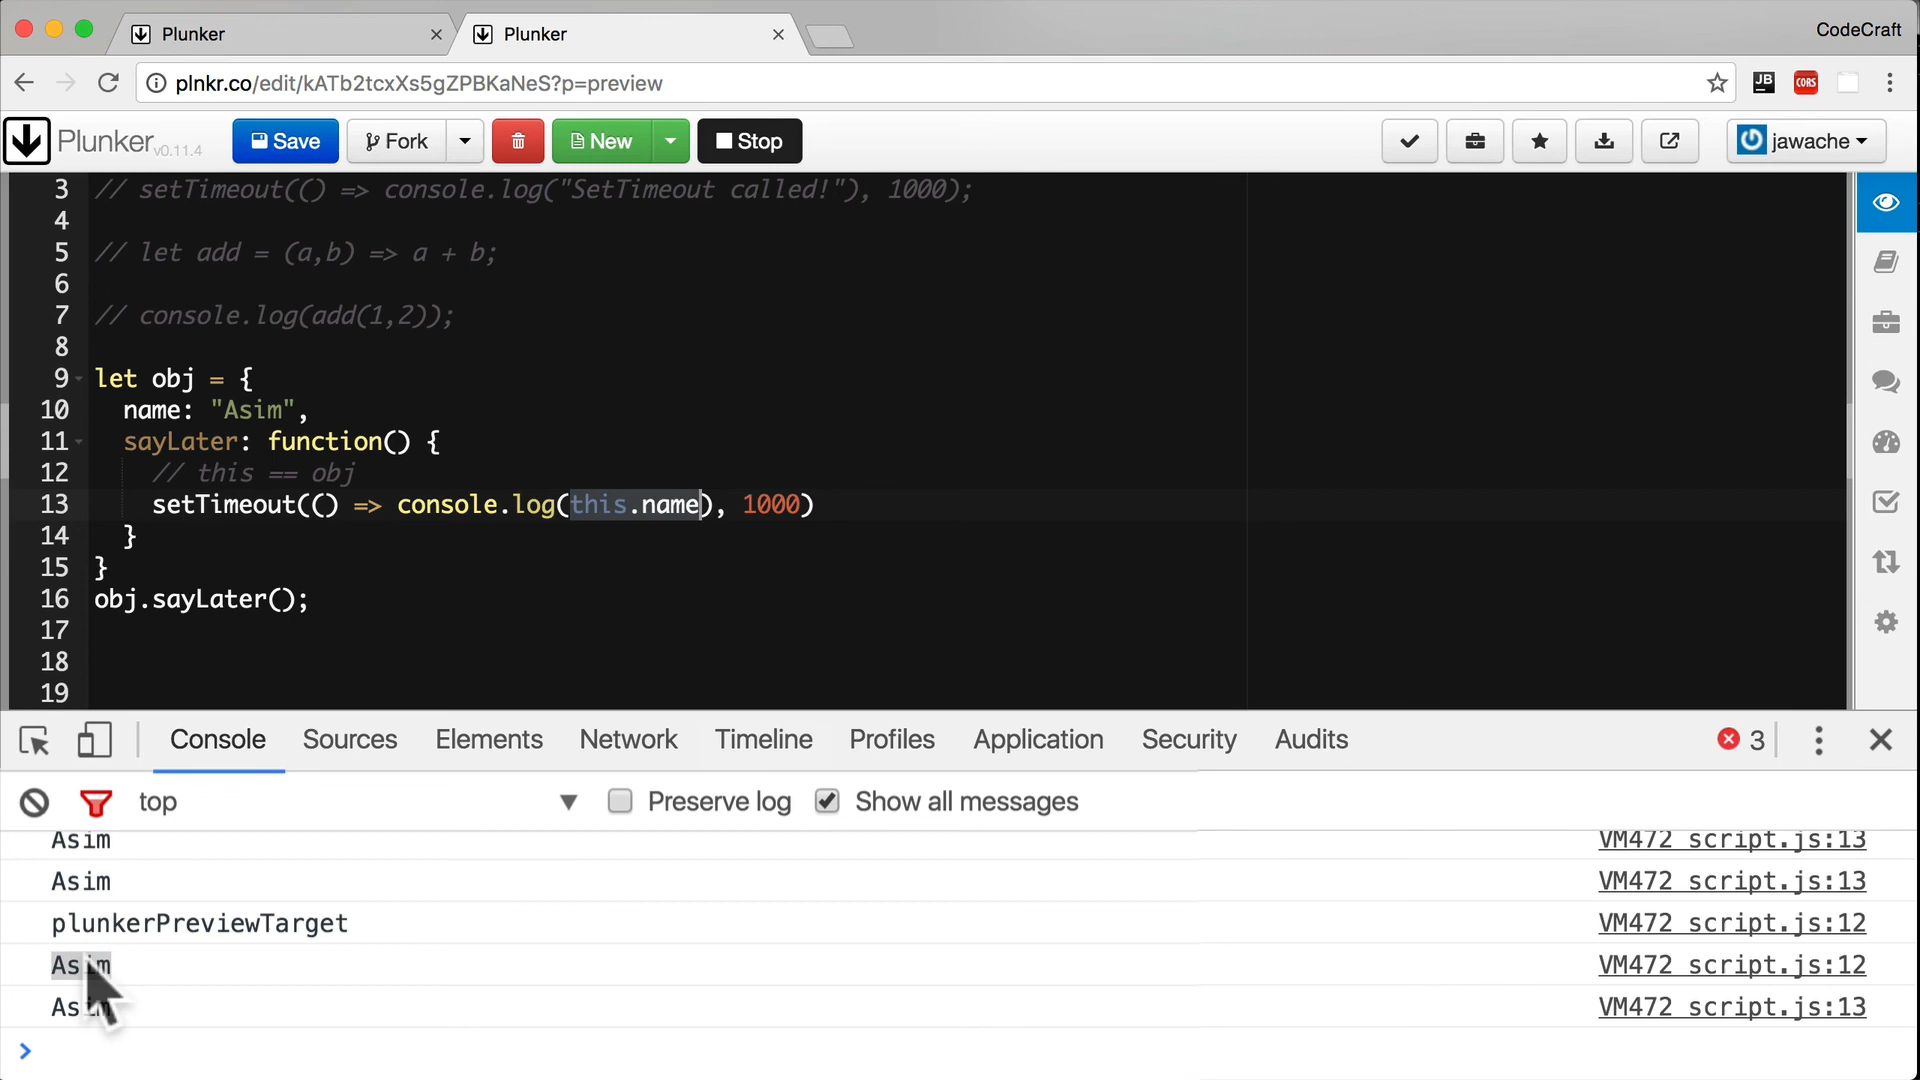 Plunker
Plunker
CodeCraft
plnkr.co/edit/kATb2tcxXs5gZPBKaNeS?p=preview
JB
CORS
Plunker v0.11.4
Save
Fork
New
Stop
jawache
3 // setTimeout(() => console.log("SetTimeout called!"), 1000);
4
5 // let add = (a,b) => a + b;
6
7 // console.log(add(1,2));
8
9 let obj = {
10 name: "Asim",
11 sayLater: function() {
12 // this == obj
13 setTimeout(() => console.log(this.name), 1000)
14 }
15 }
16 obj.sayLater();
17
18
19
Console Sources Elements Network Timeline Profiles Application Security Audits 3
top Preserve log Show all messages
Asim VM472 script.js:13
Asim VM472 script.js:13
plunkerPreviewTarget VM472 script.js:12
Asim VM472 script.js:12
Asim VM472 script.js:13
>